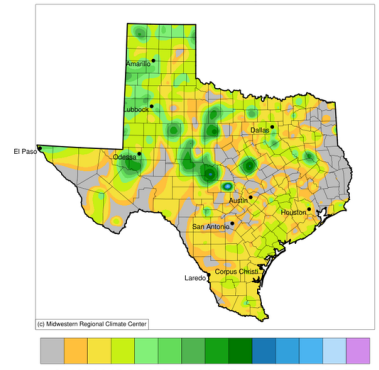 Amarillo
Lubbock
Dallas
El Paso
Odessa
Austin
Houston
San Antonio
Corpus Christi
Laredo
(c) Midwestern Regional Climate Center